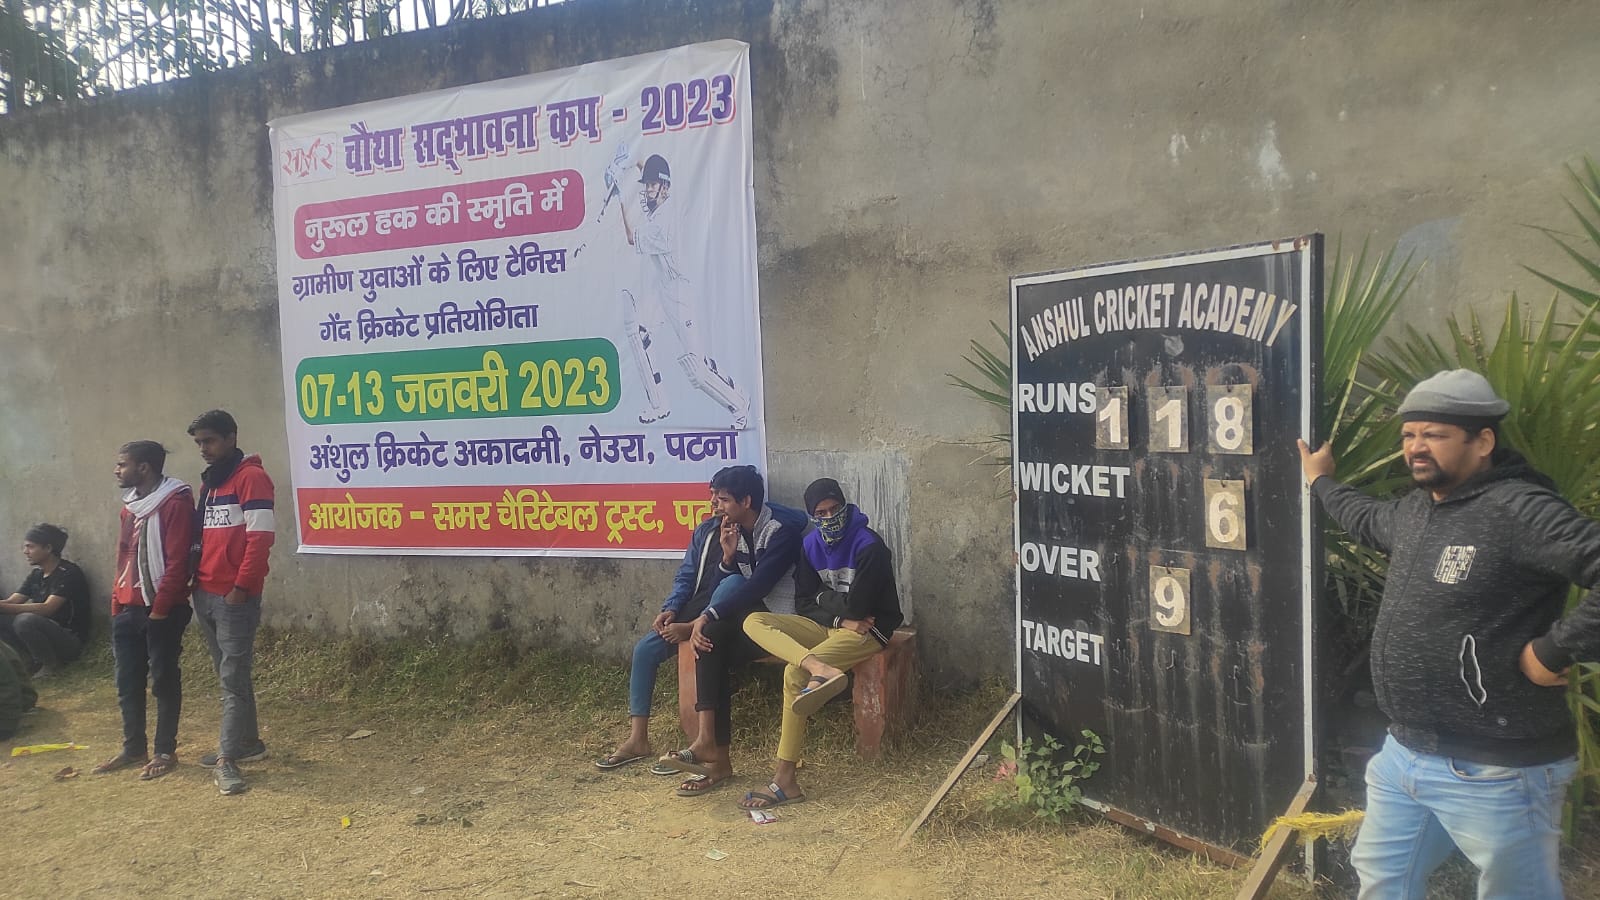 समर
चौथा सद्भावना कप - 2023
नुरूल हक की स्मृति में
ग्रामीण युवाओं के लिए टेनिस
गेंद क्रिकेट प्रतियोगिता
07-13 जनवरी 2023
अंशुल क्रिकेट अकादमी, नेउरा, पटना
आयोजक - समर चैरिटेबल ट्रस्ट,
ANSHUL CRICKET ACADEMY
RUNS 118
WICKET 6
OVER 9
TARGET